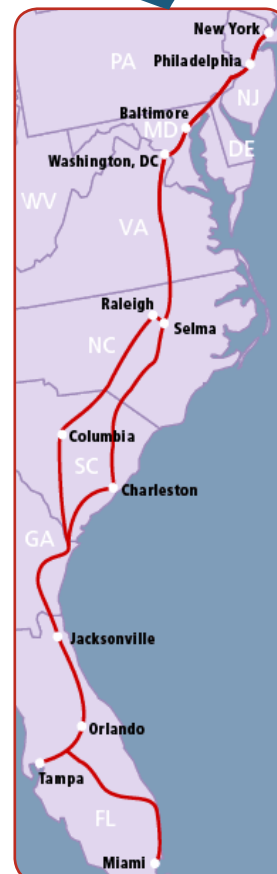 New York
PA
Philadelphia
NJ
Baltimore
MD
DE
Washington, DC
WV
VA
Raleigh
Selma
NC
Columbia
SC
Charleston
GA
Jacksonville
Orlando
Tampa
FL
Miami